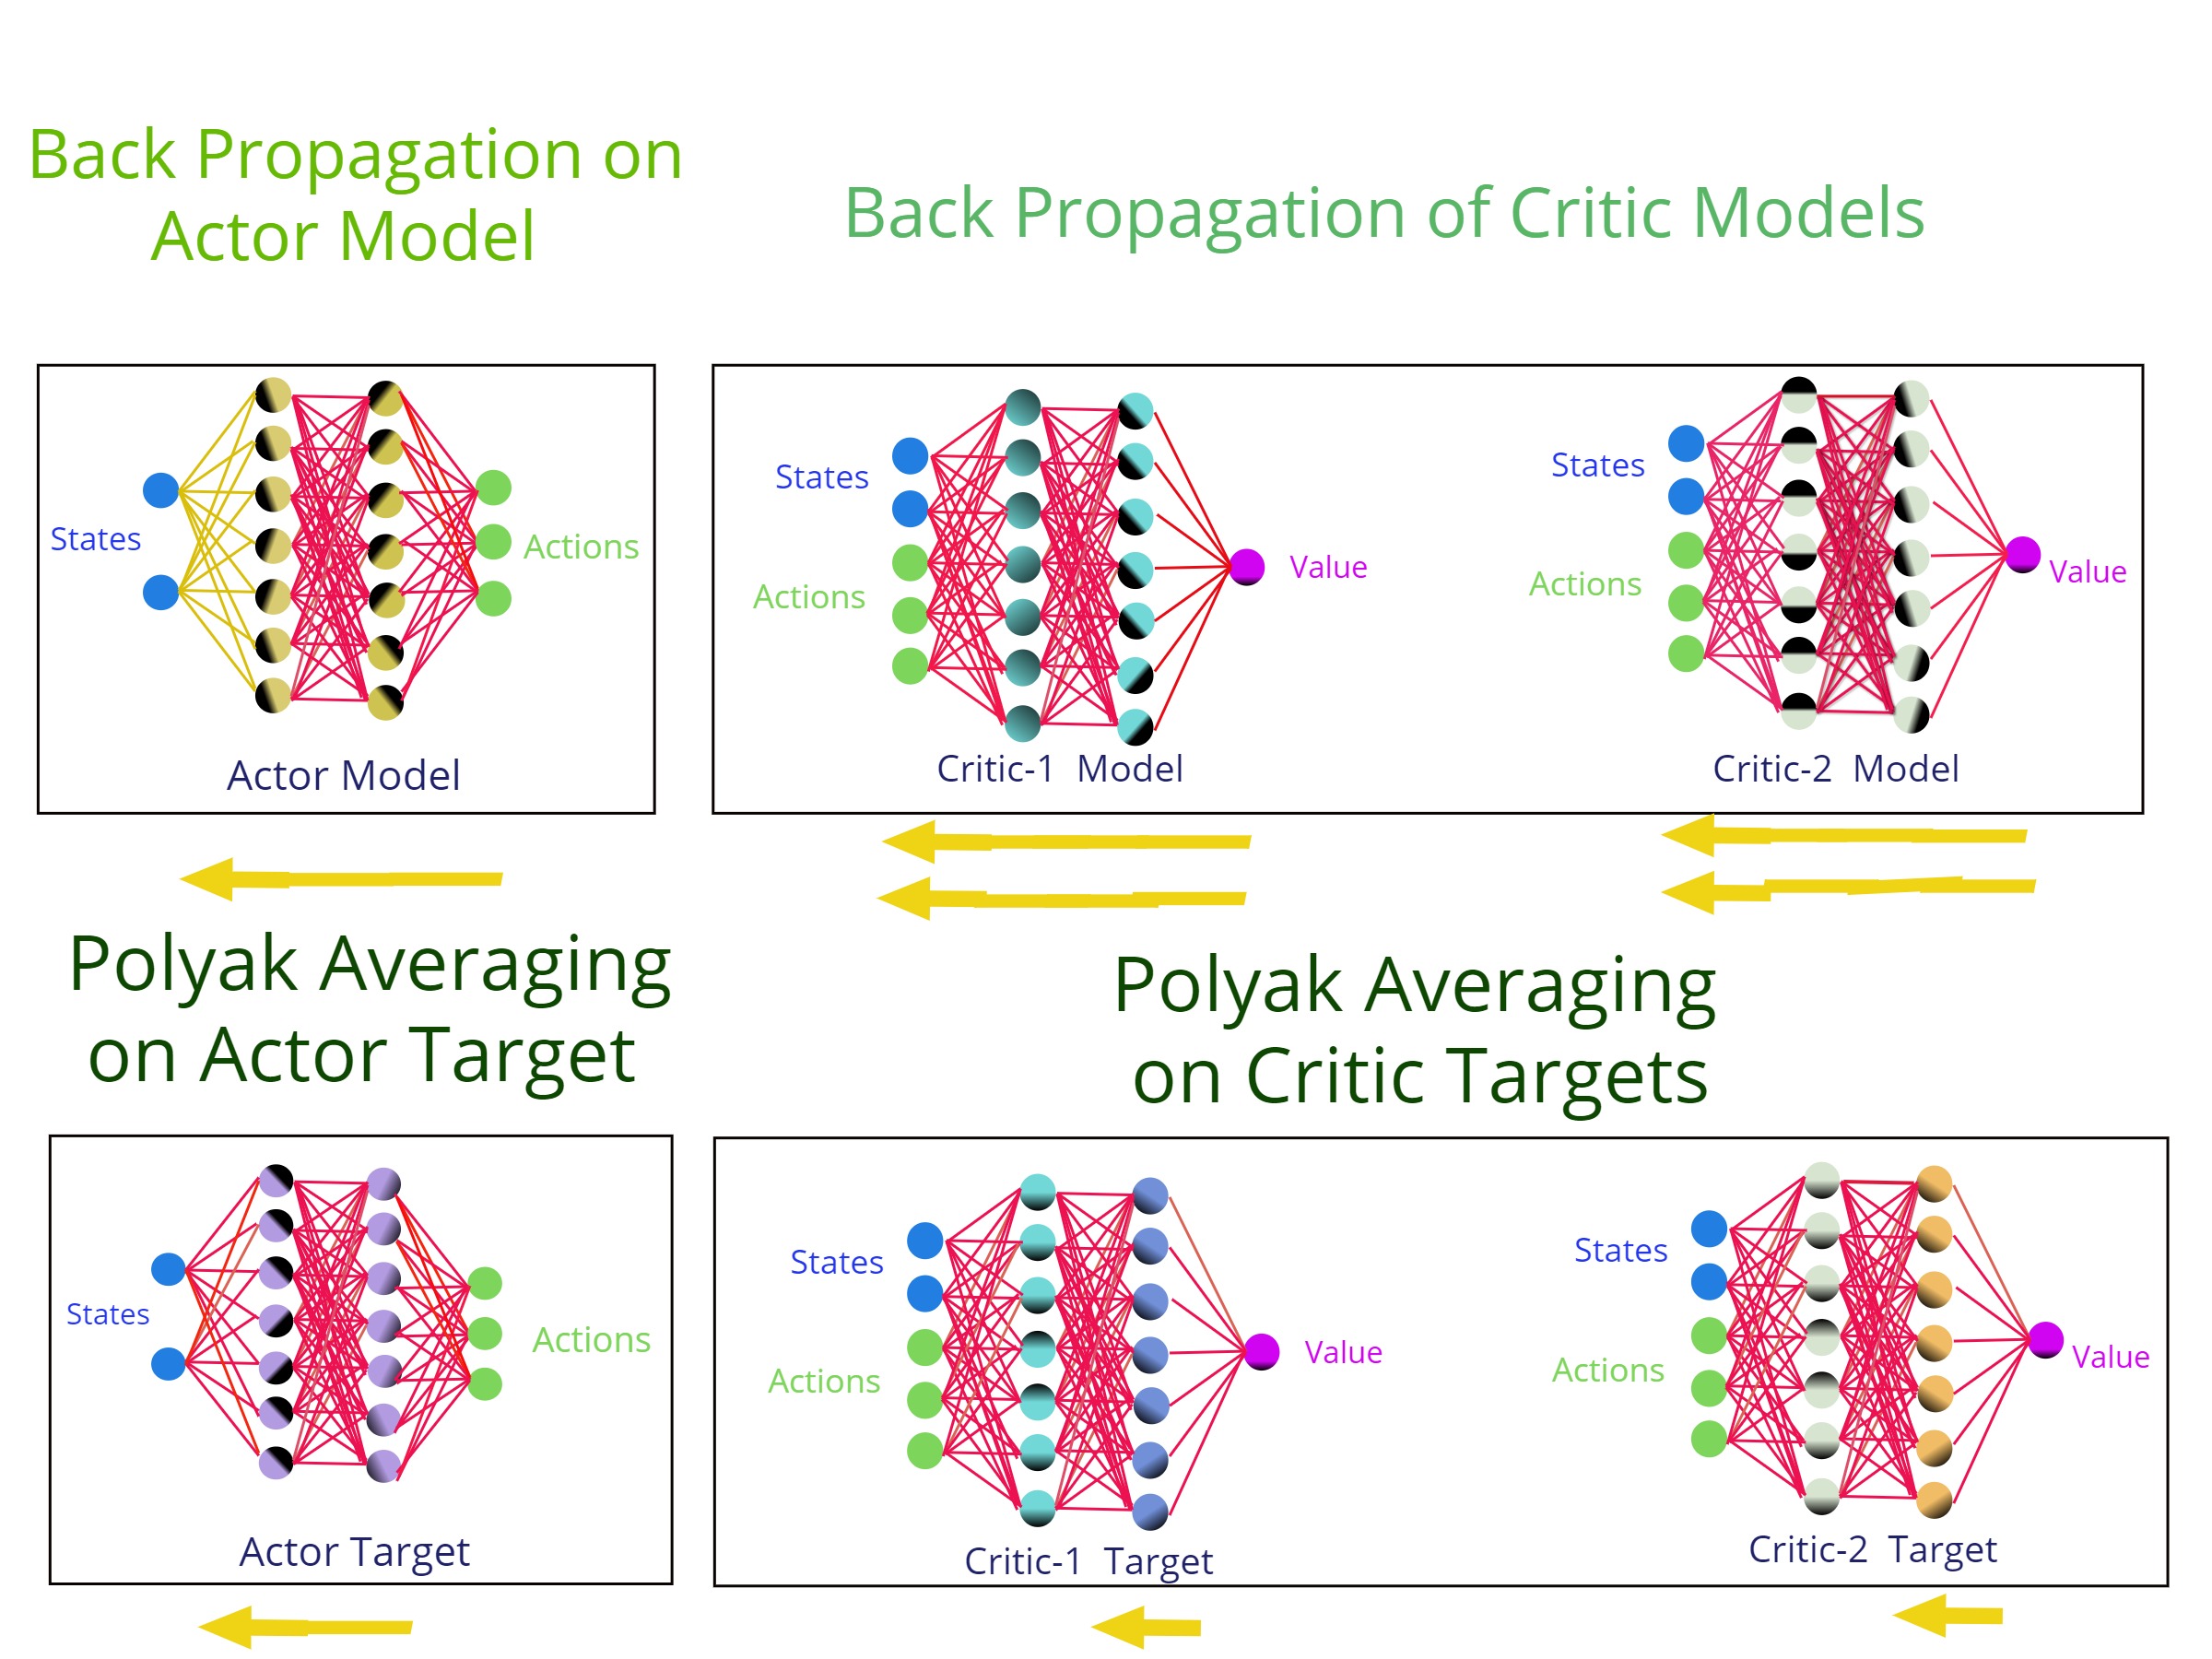 Back Propagation on
Actor Model
Back Propagation of Critic Models
States
Actions
Actor Model
States
Actions
Value
Critic-1 Model
States
Actions
Value
Critic-2 Model
Polyak Averaging
on Actor Target
Polyak Averaging
on Critic Targets
States
Actions
Actor Target
States
Actions
Value
Critic-1 Target
States
Actions
Value
Critic-2 Target